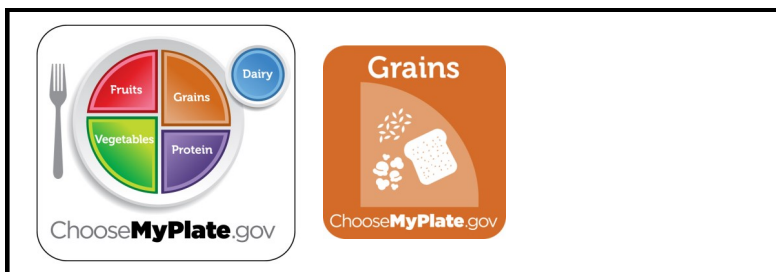 Fruits
Grains
Dairy
Vegetables
Protein
ChooseMyPlate.gov
Grains
ChooseMyPlate.gov